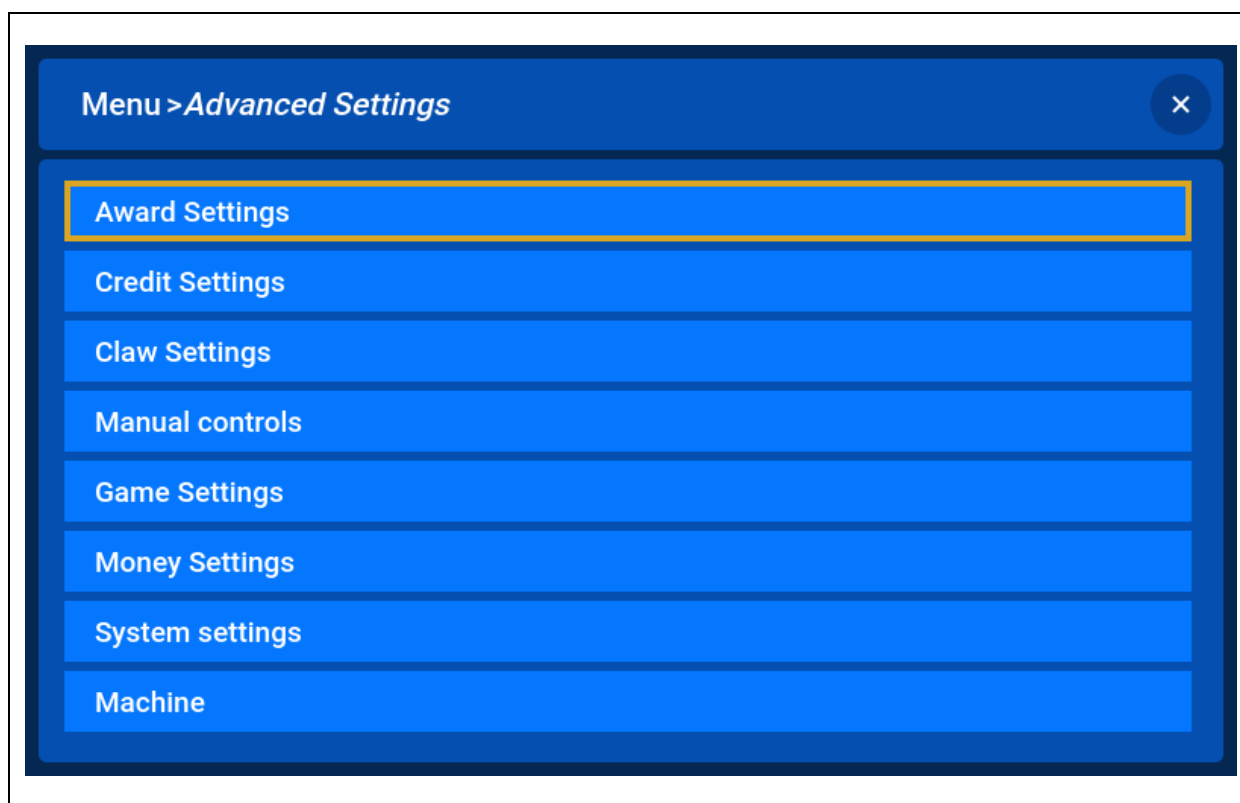 Menu > Advanced Settings
Award Settings
Credit Settings
Claw Settings
Manual controls
Game Settings
Money Settings
System settings
Machine